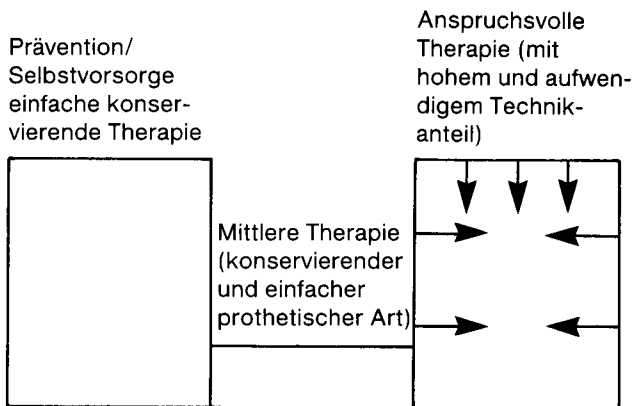 Prävention/
Selbstvorsorge
einfache konser-
vierende Therapie
Anspruchsvolle
Therapie (mit
hohem und aufwen-
digem Technik-
anteil)
Mittlere Therapie
(konservierender
und einfacher
prothetischer Art)